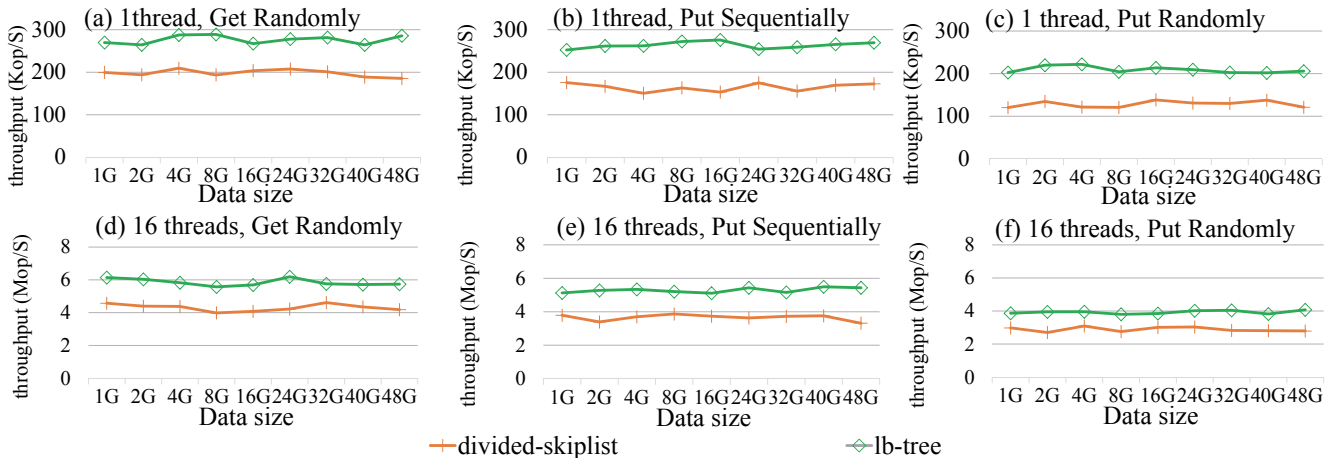 (a) 1thread, Get Randomly
throughput (Kop/S)
300
200
100
0
1G 2G 4G 8G 16G 24G 32G 40G 48G
Data size
(b) 1thread, Put Sequentially
throughput (Kop/S)
300
200
100
0
1G 2G 4G 8G 16G 24G 32G 40G 48G
Data size
(c) 1 thread, Put Randomly
throughput (Kop/S)
300
200
100
0
1G 2G 4G 8G 16G 24G 32G 40G 48G
Data size
(d) 16 threads, Get Randomly
throughput (Mop/S)
8
6
4
2
0
1G 2G 4G 8G 16G 24G 32G 40G 48G
Data size
(e) 16 threads, Put Sequentially
throughput (Mop/S)
8
6
4
2
0
1G 2G 4G 8G 16G 24G 32G 40G 48G
Data size
(f) 16 threads, Put Randomly
throughput (Mop/S)
8
6
4
2
0
1G 2G 4G 8G 16G 24G 32G 40G 48G
Data size
divided-skiplist
lb-tree